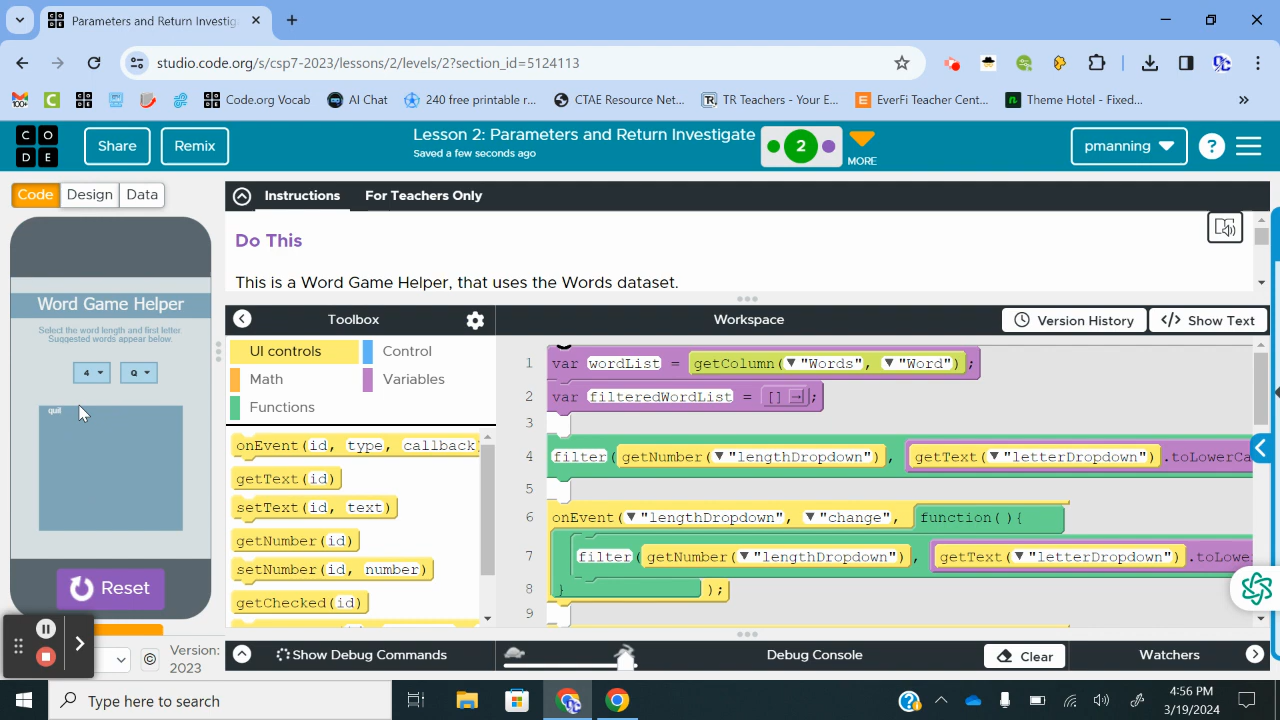 Parameters and Return Investig
studio.code.org/s/csp7-2023/lessons/2/levels/2?section_id=5124113
Code.org Vocab
AI Chat
240 free printable r...
CTAE Resource Net...
TR Teachers - Your E...
EverFi Teacher Cent...
Theme Hotel - Fixed...
C O
D E
Share
Remix
Lesson 2: Parameters and Return Investigate
Saved a few seconds ago
2
MORE
pmanning
?
Code
Design
Data
Instructions
For Teachers Only
Do This
This is a Word Game Helper, that uses the Words dataset.
Word Game Helper
Select the word length and first letter.
Suggested words appear below.
4
Q
quil
Reset
Version:
2023
Toolbox
Workspace
Version History
Show Text
UI controls
Control
Math
Variables
Functions
onEvent(id, type, callback)
getText(id)
setText(id, text)
getNumber(id)
setNumber(id, number)
getChecked(id)
1 var wordList = getColumn("Words", "Word");
2 var filteredWordList = [];
3
4 filter(getNumber("lengthDropdown"), getText("letterDropdown").toLowerCa
5
6 onEvent("lengthDropdown", "change", function(){
7 filter(getNumber("lengthDropdown"), getText("letterDropdown").toLowe
8 } );
9
Show Debug Commands
Debug Console
Clear
Watchers
Type here to search
4:56 PM
3/19/2024